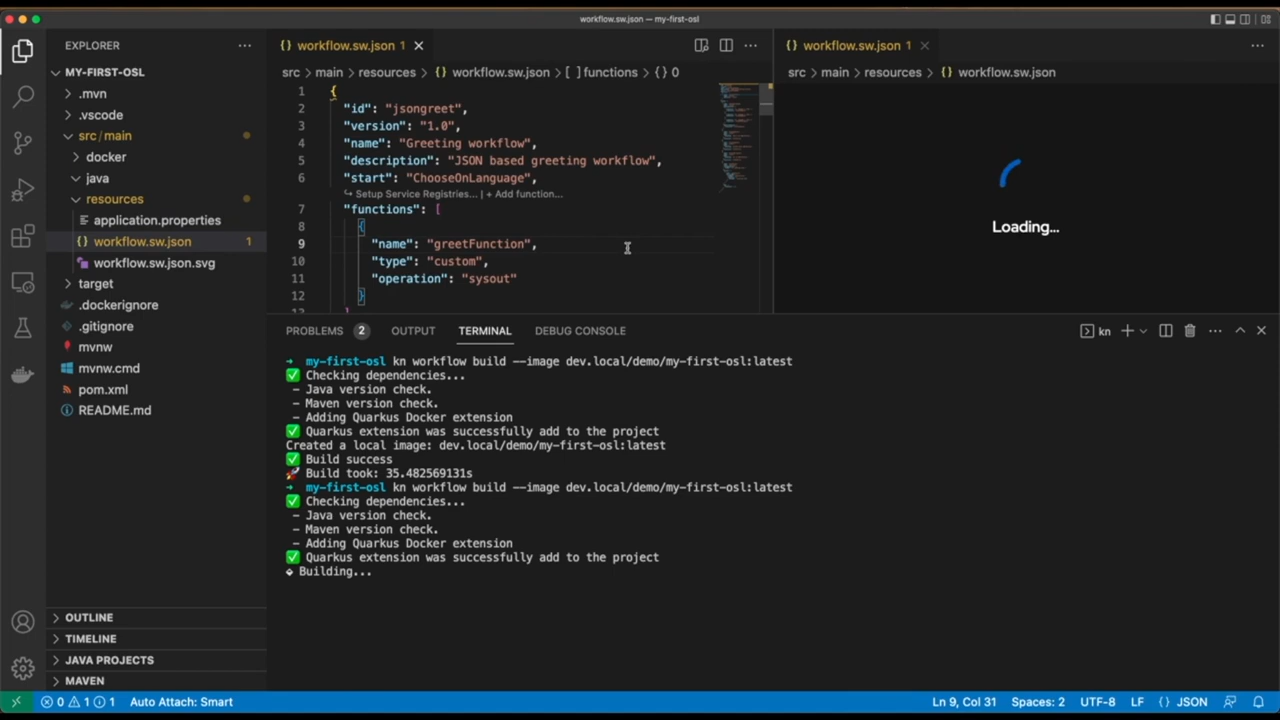 workflow.sw.json — my-first-osl
EXPLORER
MY-FIRST-OSL
.mvn
.vscode
src/main
docker
java
resources
application.properties
{} workflow.sw.json 1
workflow.sw.json.svg
target
.dockerignore
.gitignore
mvnw
mvnw.cmd
pom.xml
README.md
OUTLINE
TIMELINE
JAVA PROJECTS
MAVEN
{} workflow.sw.json 1
src > main > resources > {} workflow.sw.json > [ ] functions > {} 0
1 {
2 "id": "jsongreet",
3 "version": "1.0",
4 "name": "Greeting workflow",
5 "description": "JSON based greeting workflow",
6 "start": "ChooseOnLanguage",
↪ Setup Service Registries... | + Add function...
7 "functions": [
8 {
9 "name": "greetFunction",
10 "type": "custom",
11 "operation": "sysout"
12 }
]
{} workflow.sw.json 1
src > main > resources > {} workflow.sw.json
Loading...
PROBLEMS 2 OUTPUT TERMINAL DEBUG CONSOLE
kn
→ my-first-osl kn workflow build --image dev.local/demo/my-first-osl:latest
✅ Checking dependencies...
- Java version check.
- Maven version check.
- Adding Quarkus Docker extension
✅ Quarkus extension was successfully add to the project
Created a local image: dev.local/demo/my-first-osl:latest
✅ Build success
🚀 Build took: 35.482569131s
→ my-first-osl kn workflow build --image dev.local/demo/my-first-osl:latest
✅ Checking dependencies...
- Java version check.
- Maven version check.
- Adding Quarkus Docker extension
✅ Quarkus extension was successfully add to the project
◆ Building...
0 1 1 Auto Attach: Smart
Ln 9, Col 31 Spaces: 2 UTF-8 LF {} JSON